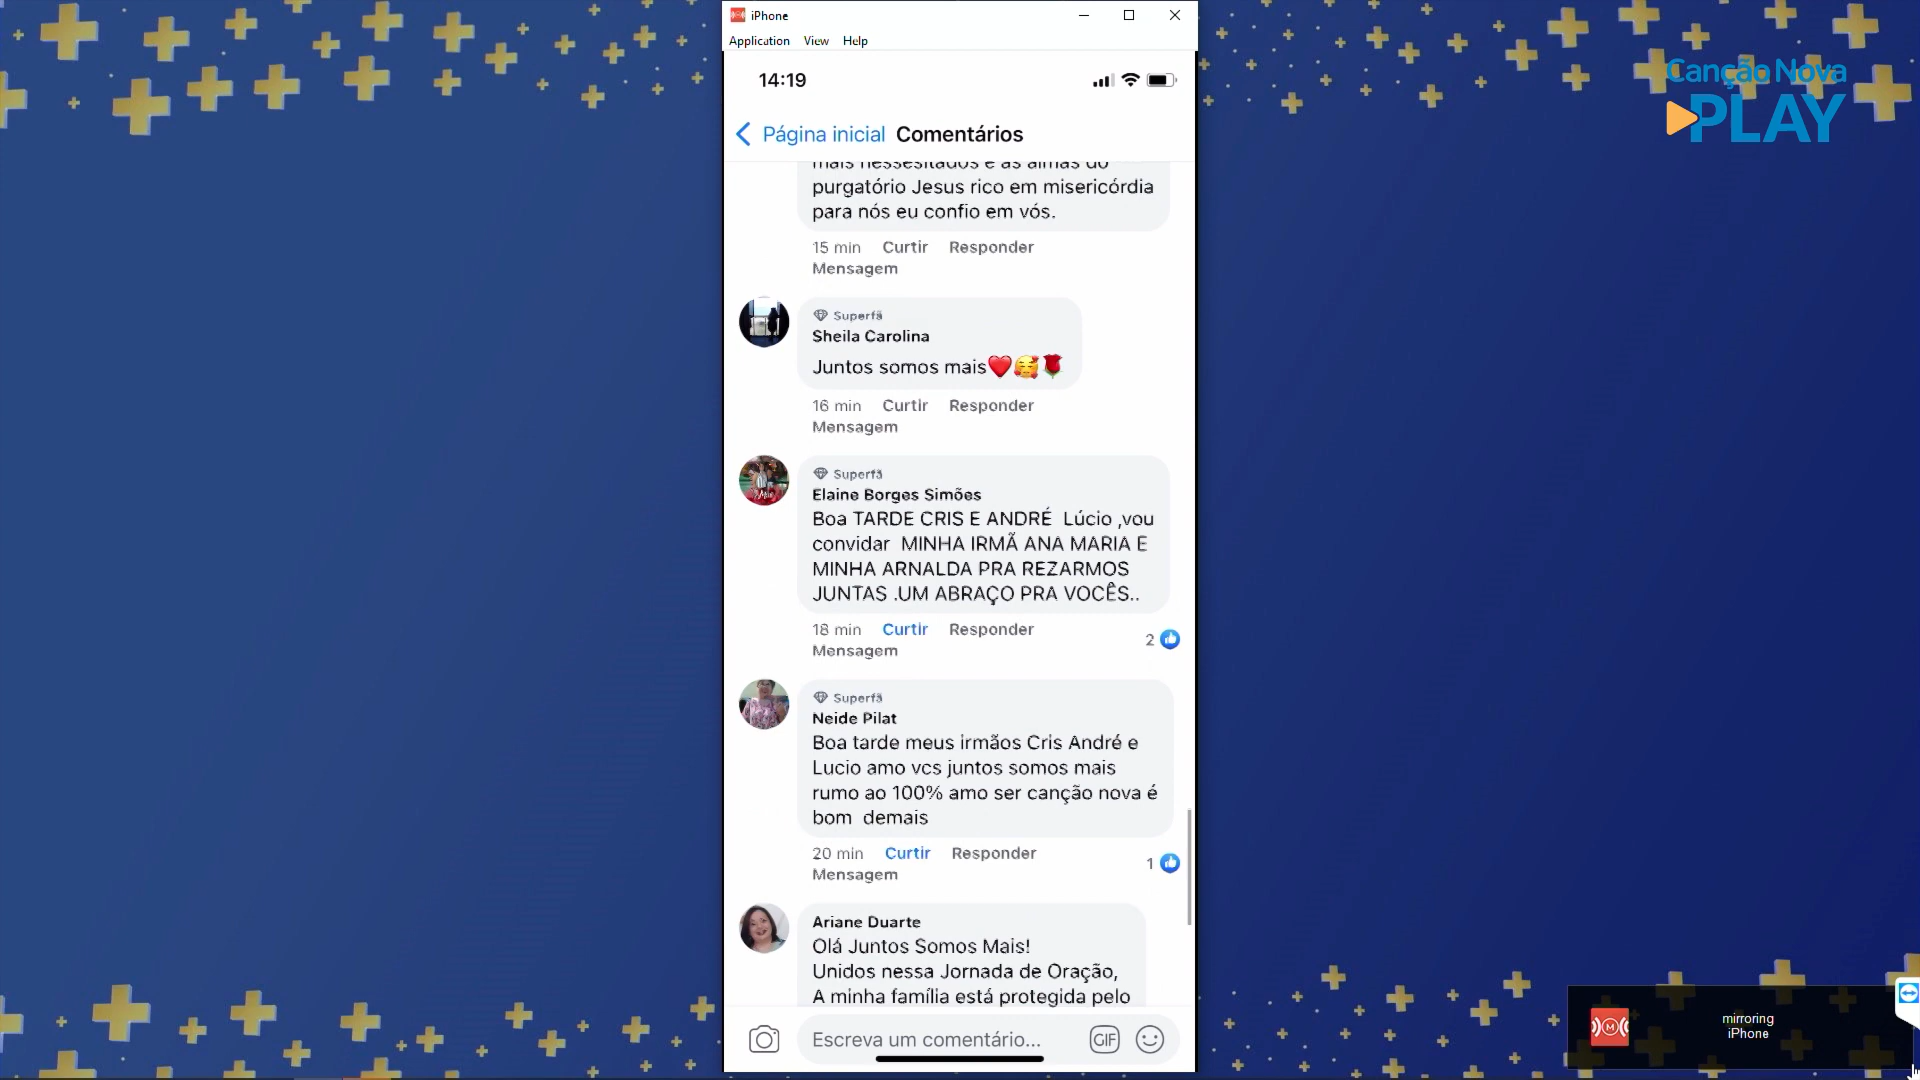 iPhone
Application View Help
14:19
Página inicial Comentários
mais nessesitados e as almas do
purgatório Jesus rico em misericórdia
para nós eu confio em vós.
15 min Curtir Responder
Mensagem
Superfã
Sheila Carolina
Juntos somos mais❤️🥰🌹
16 min Curtir Responder
Mensagem
Superfã
Elaine Borges Simões
Boa TARDE CRIS E ANDRÉ Lúcio ,vou
convidar MINHA IRMÃ ANA MARIA E
MINHA ARNALDA PRA REZARMOS
JUNTAS .UM ABRAÇO PRA VOCÊS..
18 min Curtir Responder
2
Mensagem
Superfã
Neide Pilat
Boa tarde meus irmãos Cris André e
Lucio amo vcs juntos somos mais
rumo ao 100% amo ser canção nova é
bom demais
20 min Curtir Responder
1
Mensagem
Ariane Duarte
Olá Juntos Somos Mais!
Unidos nessa Jornada de Oração,
A minha família está protegida pelo
Escreva um comentário...
GIF
Canção Nova
PLAY
mirroring
iPhone